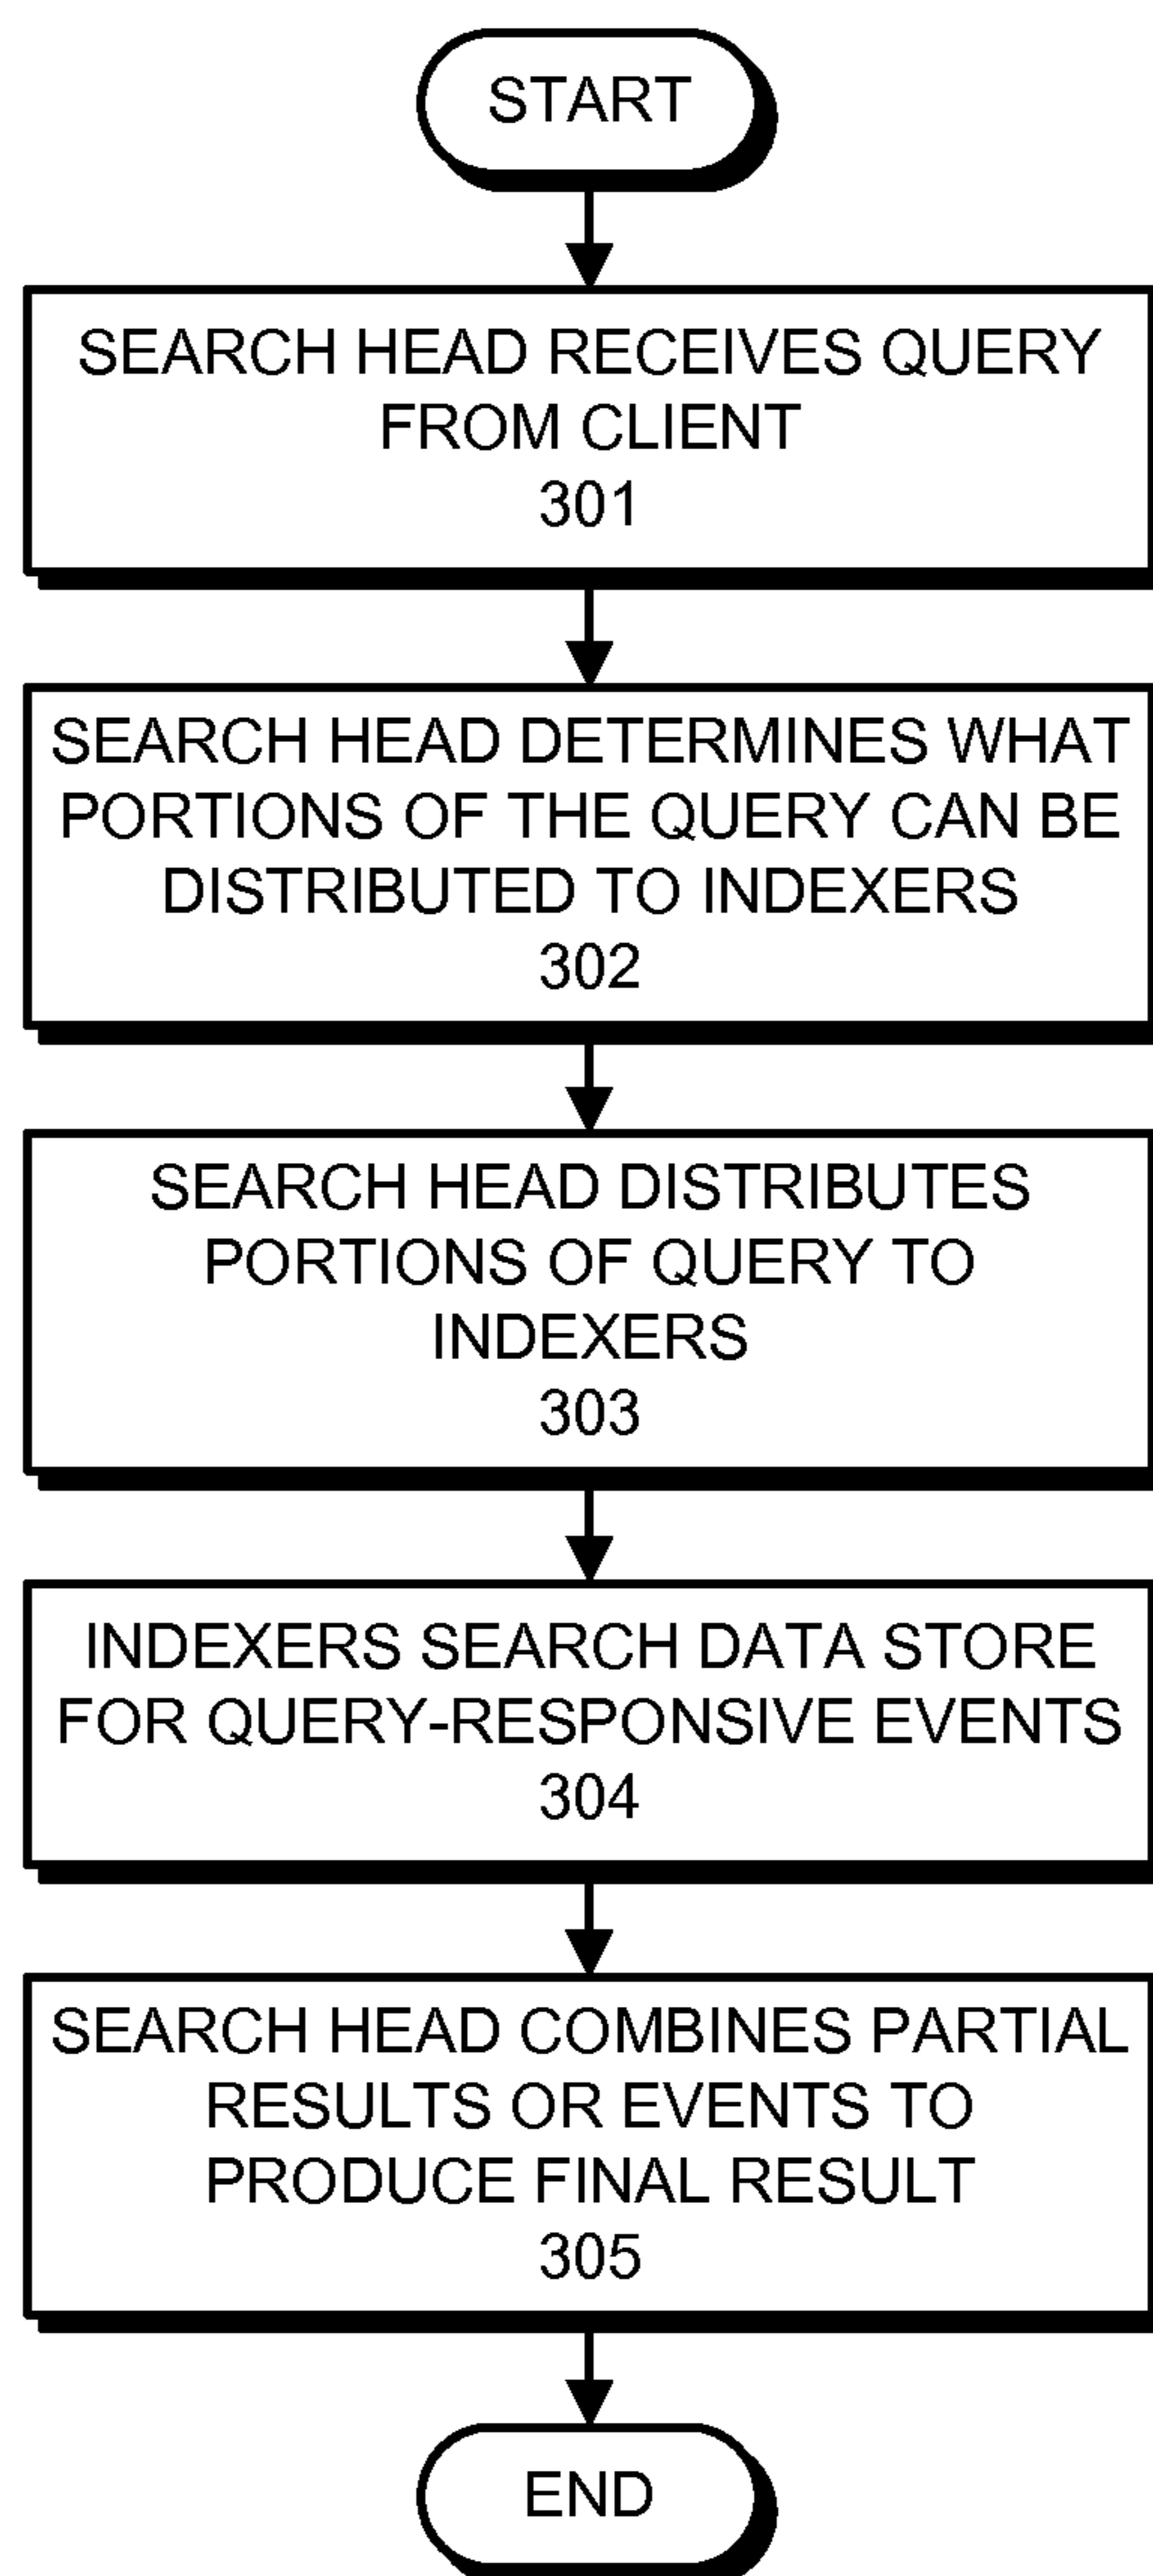 START
SEARCH HEAD RECEIVES QUERY
FROM CLIENT
301
SEARCH HEAD DETERMINES WHAT
PORTIONS OF THE QUERY CAN BE
DISTRIBUTED TO INDEXERS
302
SEARCH HEAD DISTRIBUTES
PORTIONS OF QUERY TO
INDEXERS
303
INDEXERS SEARCH DATA STORE
FOR QUERY-RESPONSIVE EVENTS
304
SEARCH HEAD COMBINES PARTIAL
RESULTS OR EVENTS TO
PRODUCE FINAL RESULT
305
END